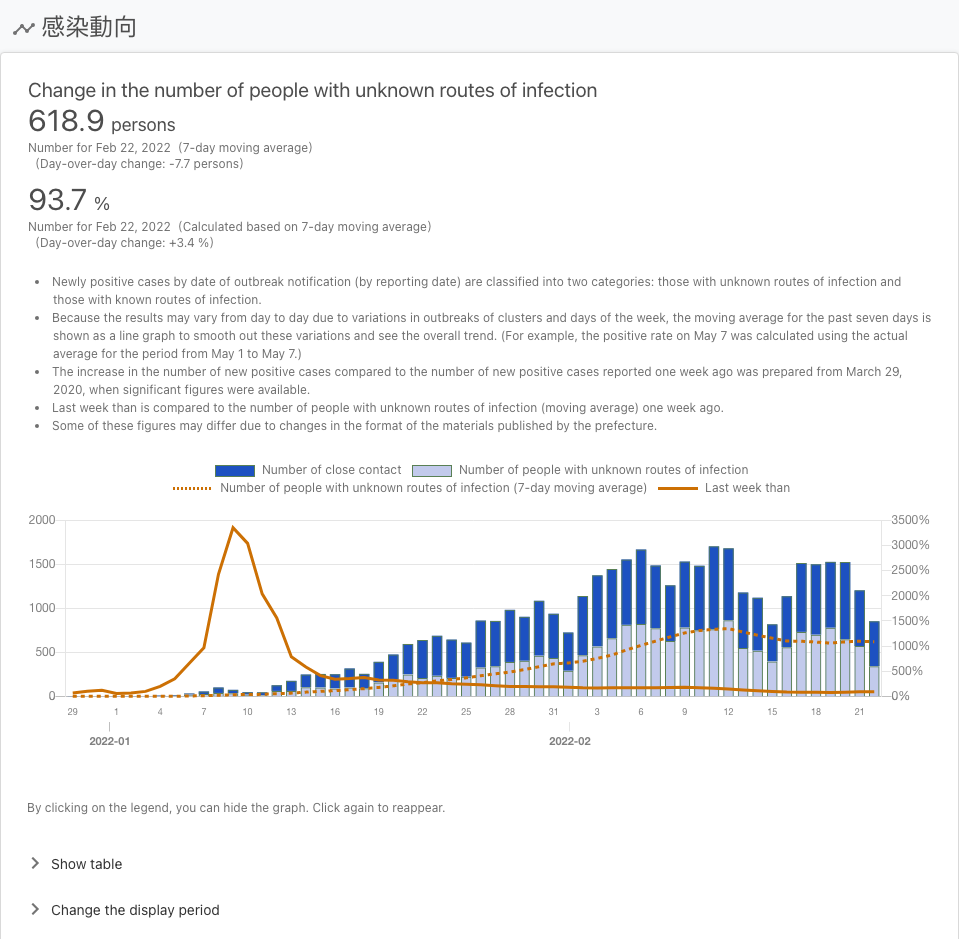 感染動向
Change in the number of people with unknown routes of infection
618.9 persons
Number for Feb 22, 2022 (7-day moving average)
(Day-over-day change: -7.7 persons)
93.7 %
Number for Feb 22, 2022 (Calculated based on 7-day moving average)
(Day-over-day change: +3.4 %)
• Newly positive cases by date of outbreak notification (by reporting date) are classified into two categories: those with unknown routes of infection and
those with known routes of infection.
• Because the results may vary from day to day due to variations in outbreaks of clusters and days of the week, the moving average for the past seven days is
shown as a line graph to smooth out these variations and see the overall trend. (For example, the positive rate on May 7 was calculated using the actual
average for the period from May 1 to May 7.)
• The increase in the number of new positive cases compared to the number of new positive cases reported one week ago was prepared from March 29,
2020, when significant figures were available.
• Last week than is compared to the number of people with unknown routes of infection (moving average) one week ago.
• Some of these figures may differ due to changes in the format of the materials published by the prefecture.
Number of close contact Number of people with unknown routes of infection
Number of people with unknown routes of infection (7-day moving average) Last week than
2000 3500%
3000%
1500 2500%
2000%
1000 1500%
1000%
500 500%
0 0%
29 1 4 7 10 13 16 19 22 25 28 31 3 6 9 12 15 18 21
2022-01 2022-02
By clicking on the legend, you can hide the graph. Click again to reappear.
Show table
Change the display period